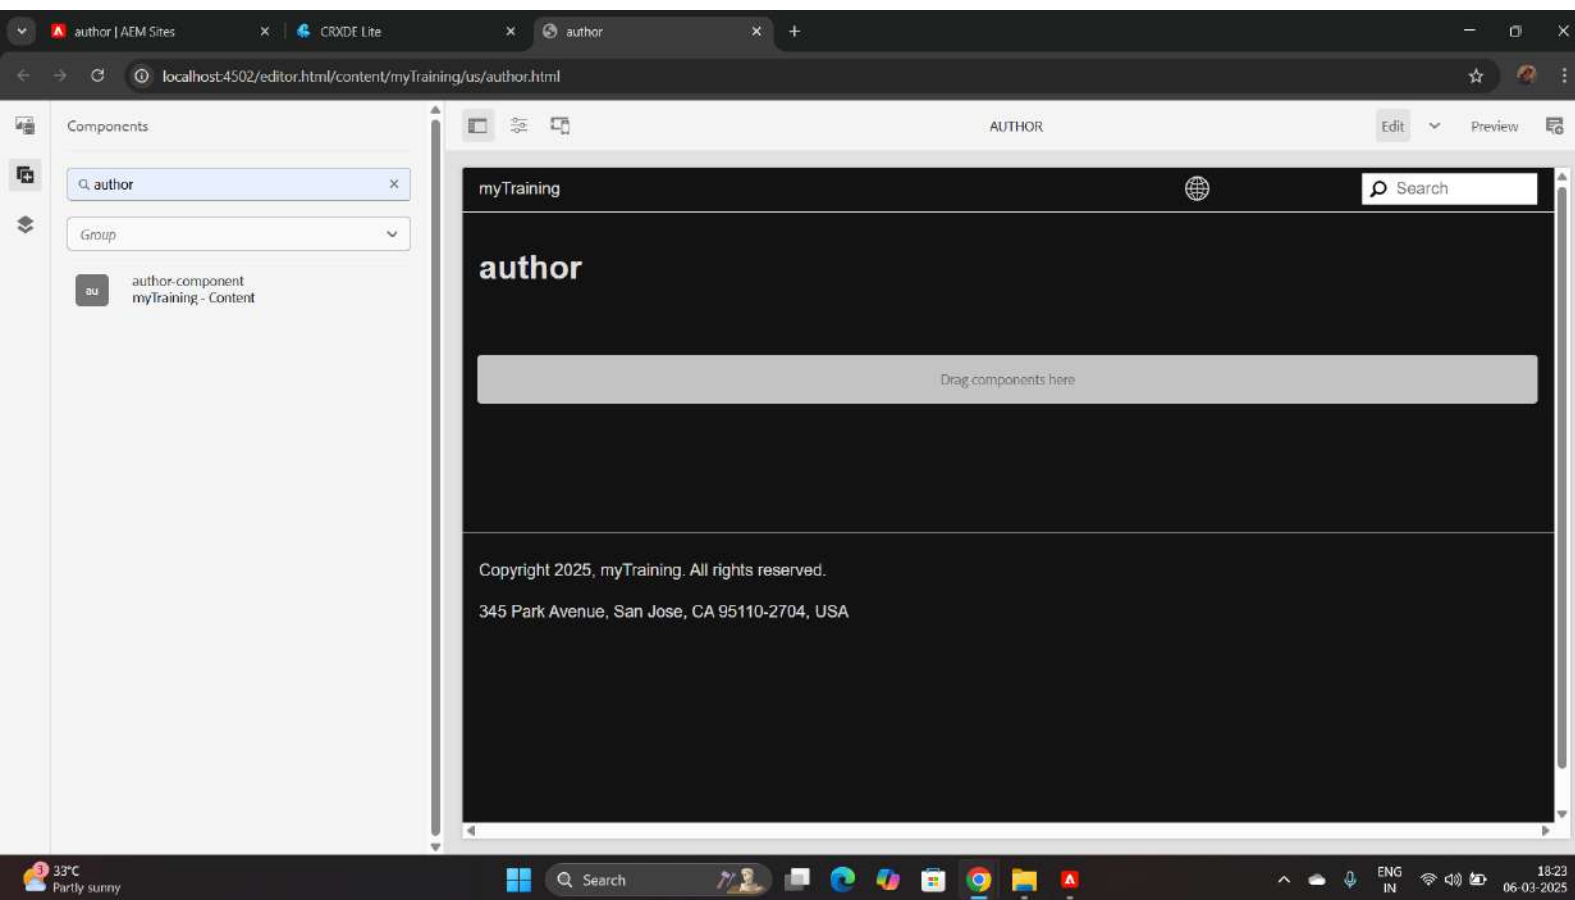 author | AEM Sites
CRXDE Lite
author
localhost:4502/editor.html/content/myTraining/us/author.html
Components
AUTHOR
Edit
Preview
author
Group
au
author-component
myTraining - Content
myTraining
Search
author
Drag components here
Copyright 2025, myTraining. All rights reserved.
345 Park Avenue, San Jose, CA 95110-2704, USA
3
33°C
Partly sunny
Search
ENG
IN
18:23
06-03-2025